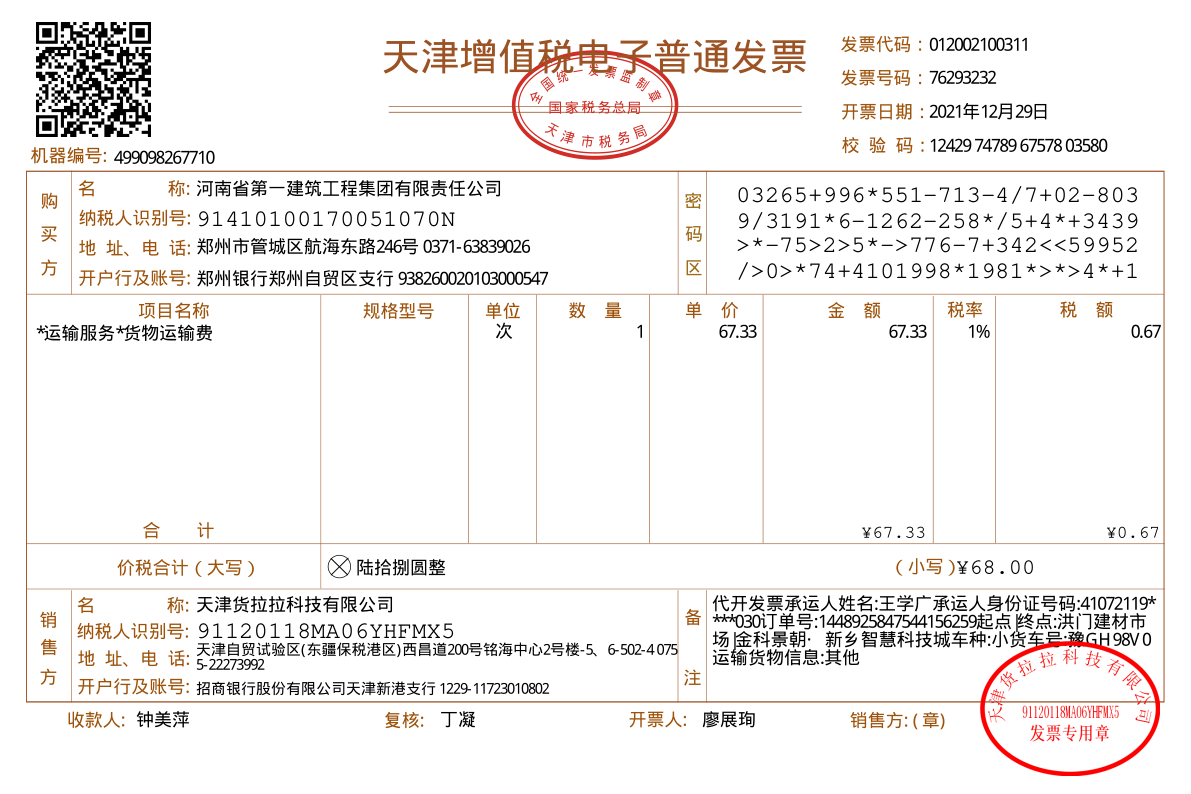 天津增值税电子普通发票
全国统一发票监制章
国家税务总局
天津市税务局
发票代码：012002100311
发票号码：76293232
开票日期：2021年12月29日
校 验 码：12429 74789 67578 03580
机器编号: 499098267710
购买方
名 称: 河南省第一建筑工程集团有限责任公司
纳税人识别号: 91410100170051070N
地 址、电 话: 郑州市管城区航海东路246号 0371-63839026
开户行及账号: 郑州银行郑州自贸区支行 938260020103000547
密码区
03265+996*551-713-4/7+02-803
9/3191*6-1262-258*/5+4*+3439
>*-75>2>5*->776-7+342<<59952
/>0>*74+4101998*1981*>*>4*+1
项目名称 规格型号 单位 数 量 单 价 金 额 税率 税 额
*运输服务*货物运输费 次 1 67.33 67.33 1% 0.67
合 计 ¥67.33 ¥0.67
价税合计（大写） ⊗ 陆拾捌圆整 （小写）¥68.00
销售方
名 称: 天津货拉拉科技有限公司
纳税人识别号: 91120118MA06YHFMX5
地 址、电 话: 天津自贸试验区(东疆保税港区)西昌道200号铭海中心2号楼-5、6-502-4 075
5-22273992
开户行及账号: 招商银行股份有限公司天津新港支行 1229-11723010802
备注
代开发票承运人姓名:王学广承运人身份证号码:41072119*
***030订单号:1448925847544156259起点|终点:洪门建材市
场|金科景朝· 新乡智慧科技城车种:小货车号:豫GH98V0
运输货物信息:其他
收款人: 钟美萍 复核: 丁凝 开票人: 廖展珣 销售方:(章)
天津货拉拉科技有限公司
91120118MA06YHFMX5
发票专用章